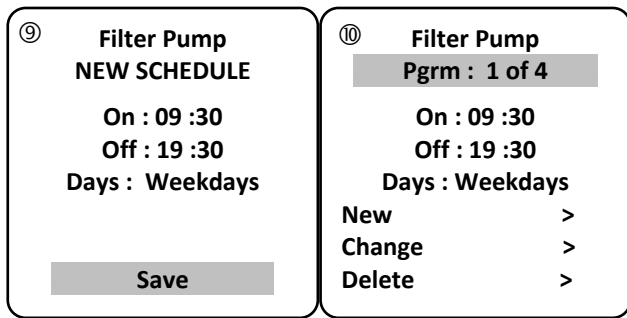 ⑨
Filter Pump
NEW SCHEDULE
On : 09 :30
Off : 19 :30
Days :  Weekdays
Save
⑩
Filter Pump
Pgrm :  1 of 4
On : 09 :30
Off : 19 :30
Days : Weekdays
New >
Change >
Delete >